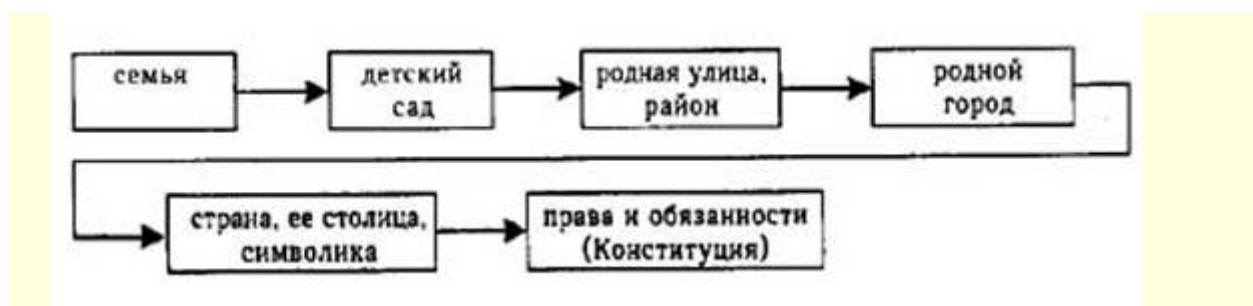 семья
детский
сад
родная улица,
район
родной
город
страна, ее столица,
символика
права и обязанности
(Конституция)